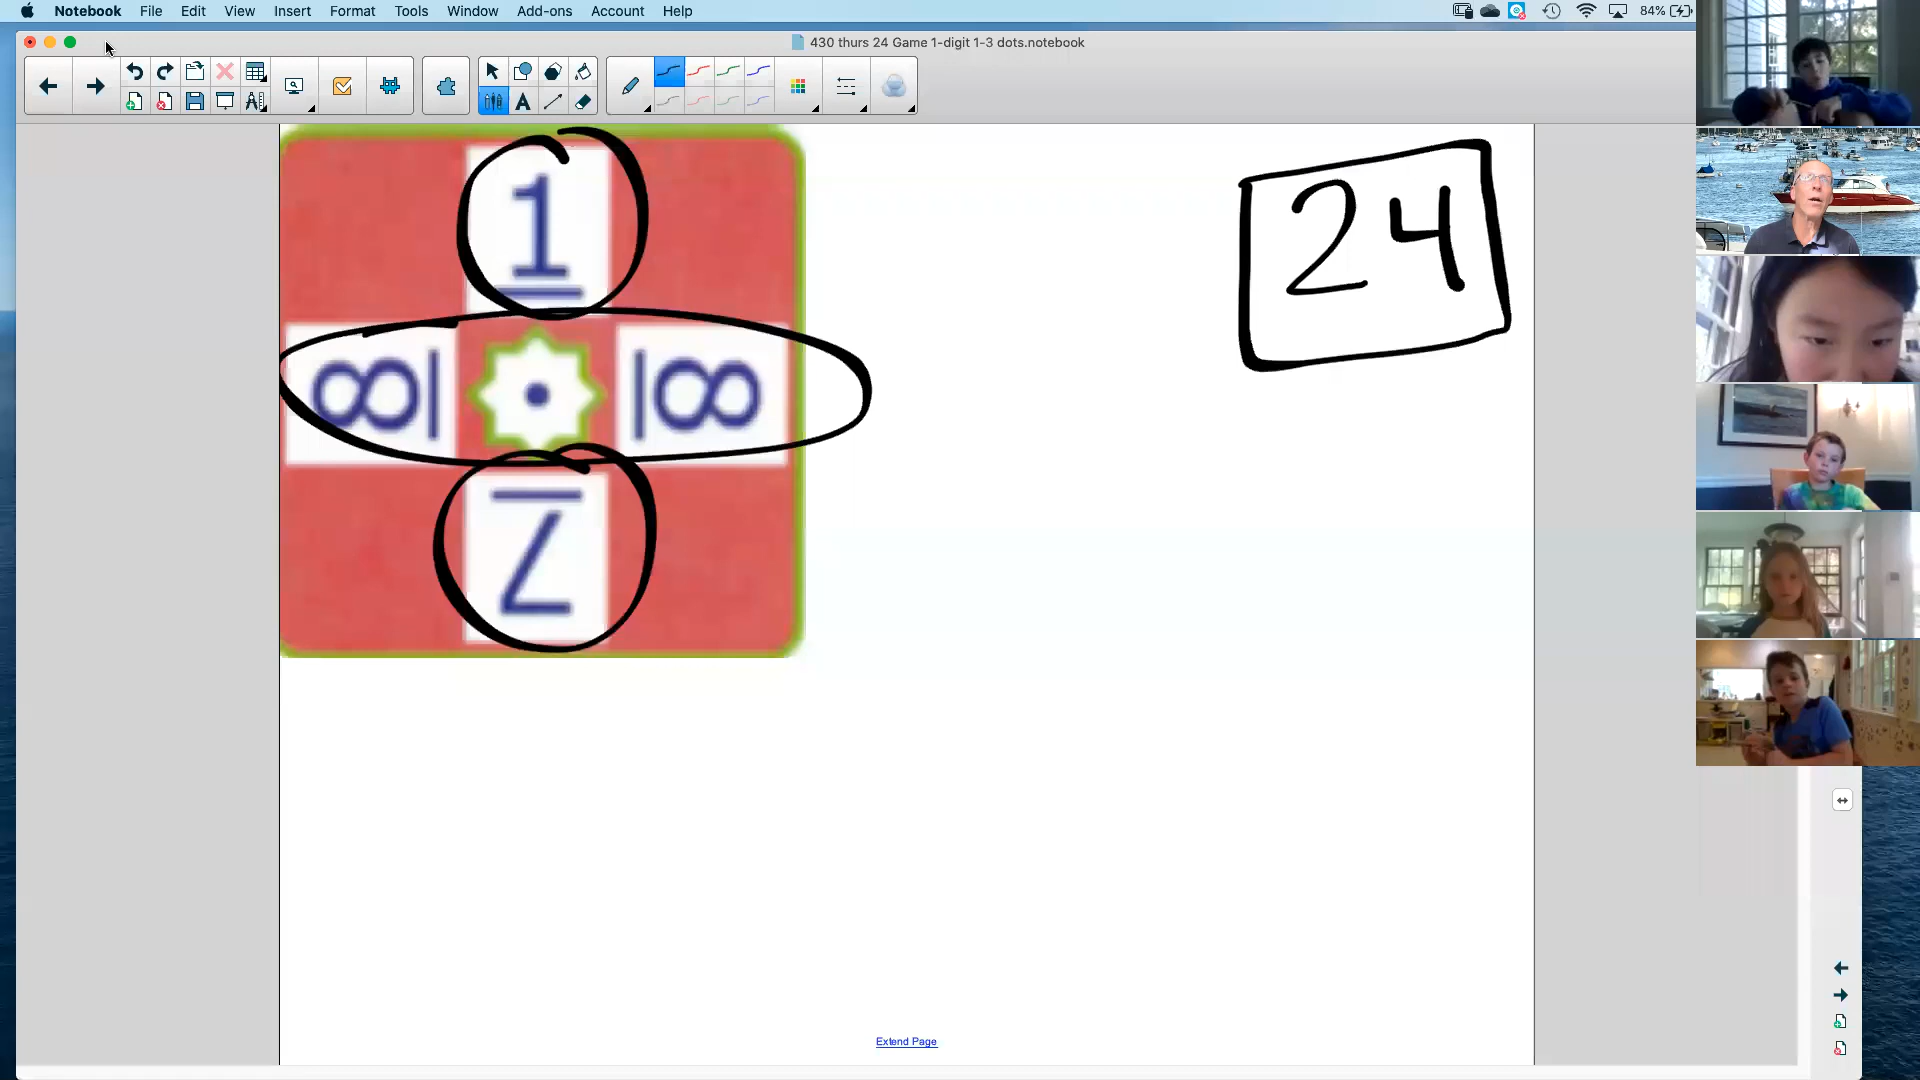 Notebook File Edit View Insert Format Tools Window Add-ons Account Help 84%
430 thurs 24 Game 1-digit 1-3 dots.notebook
A
1
24
8 8
7
Extend Page